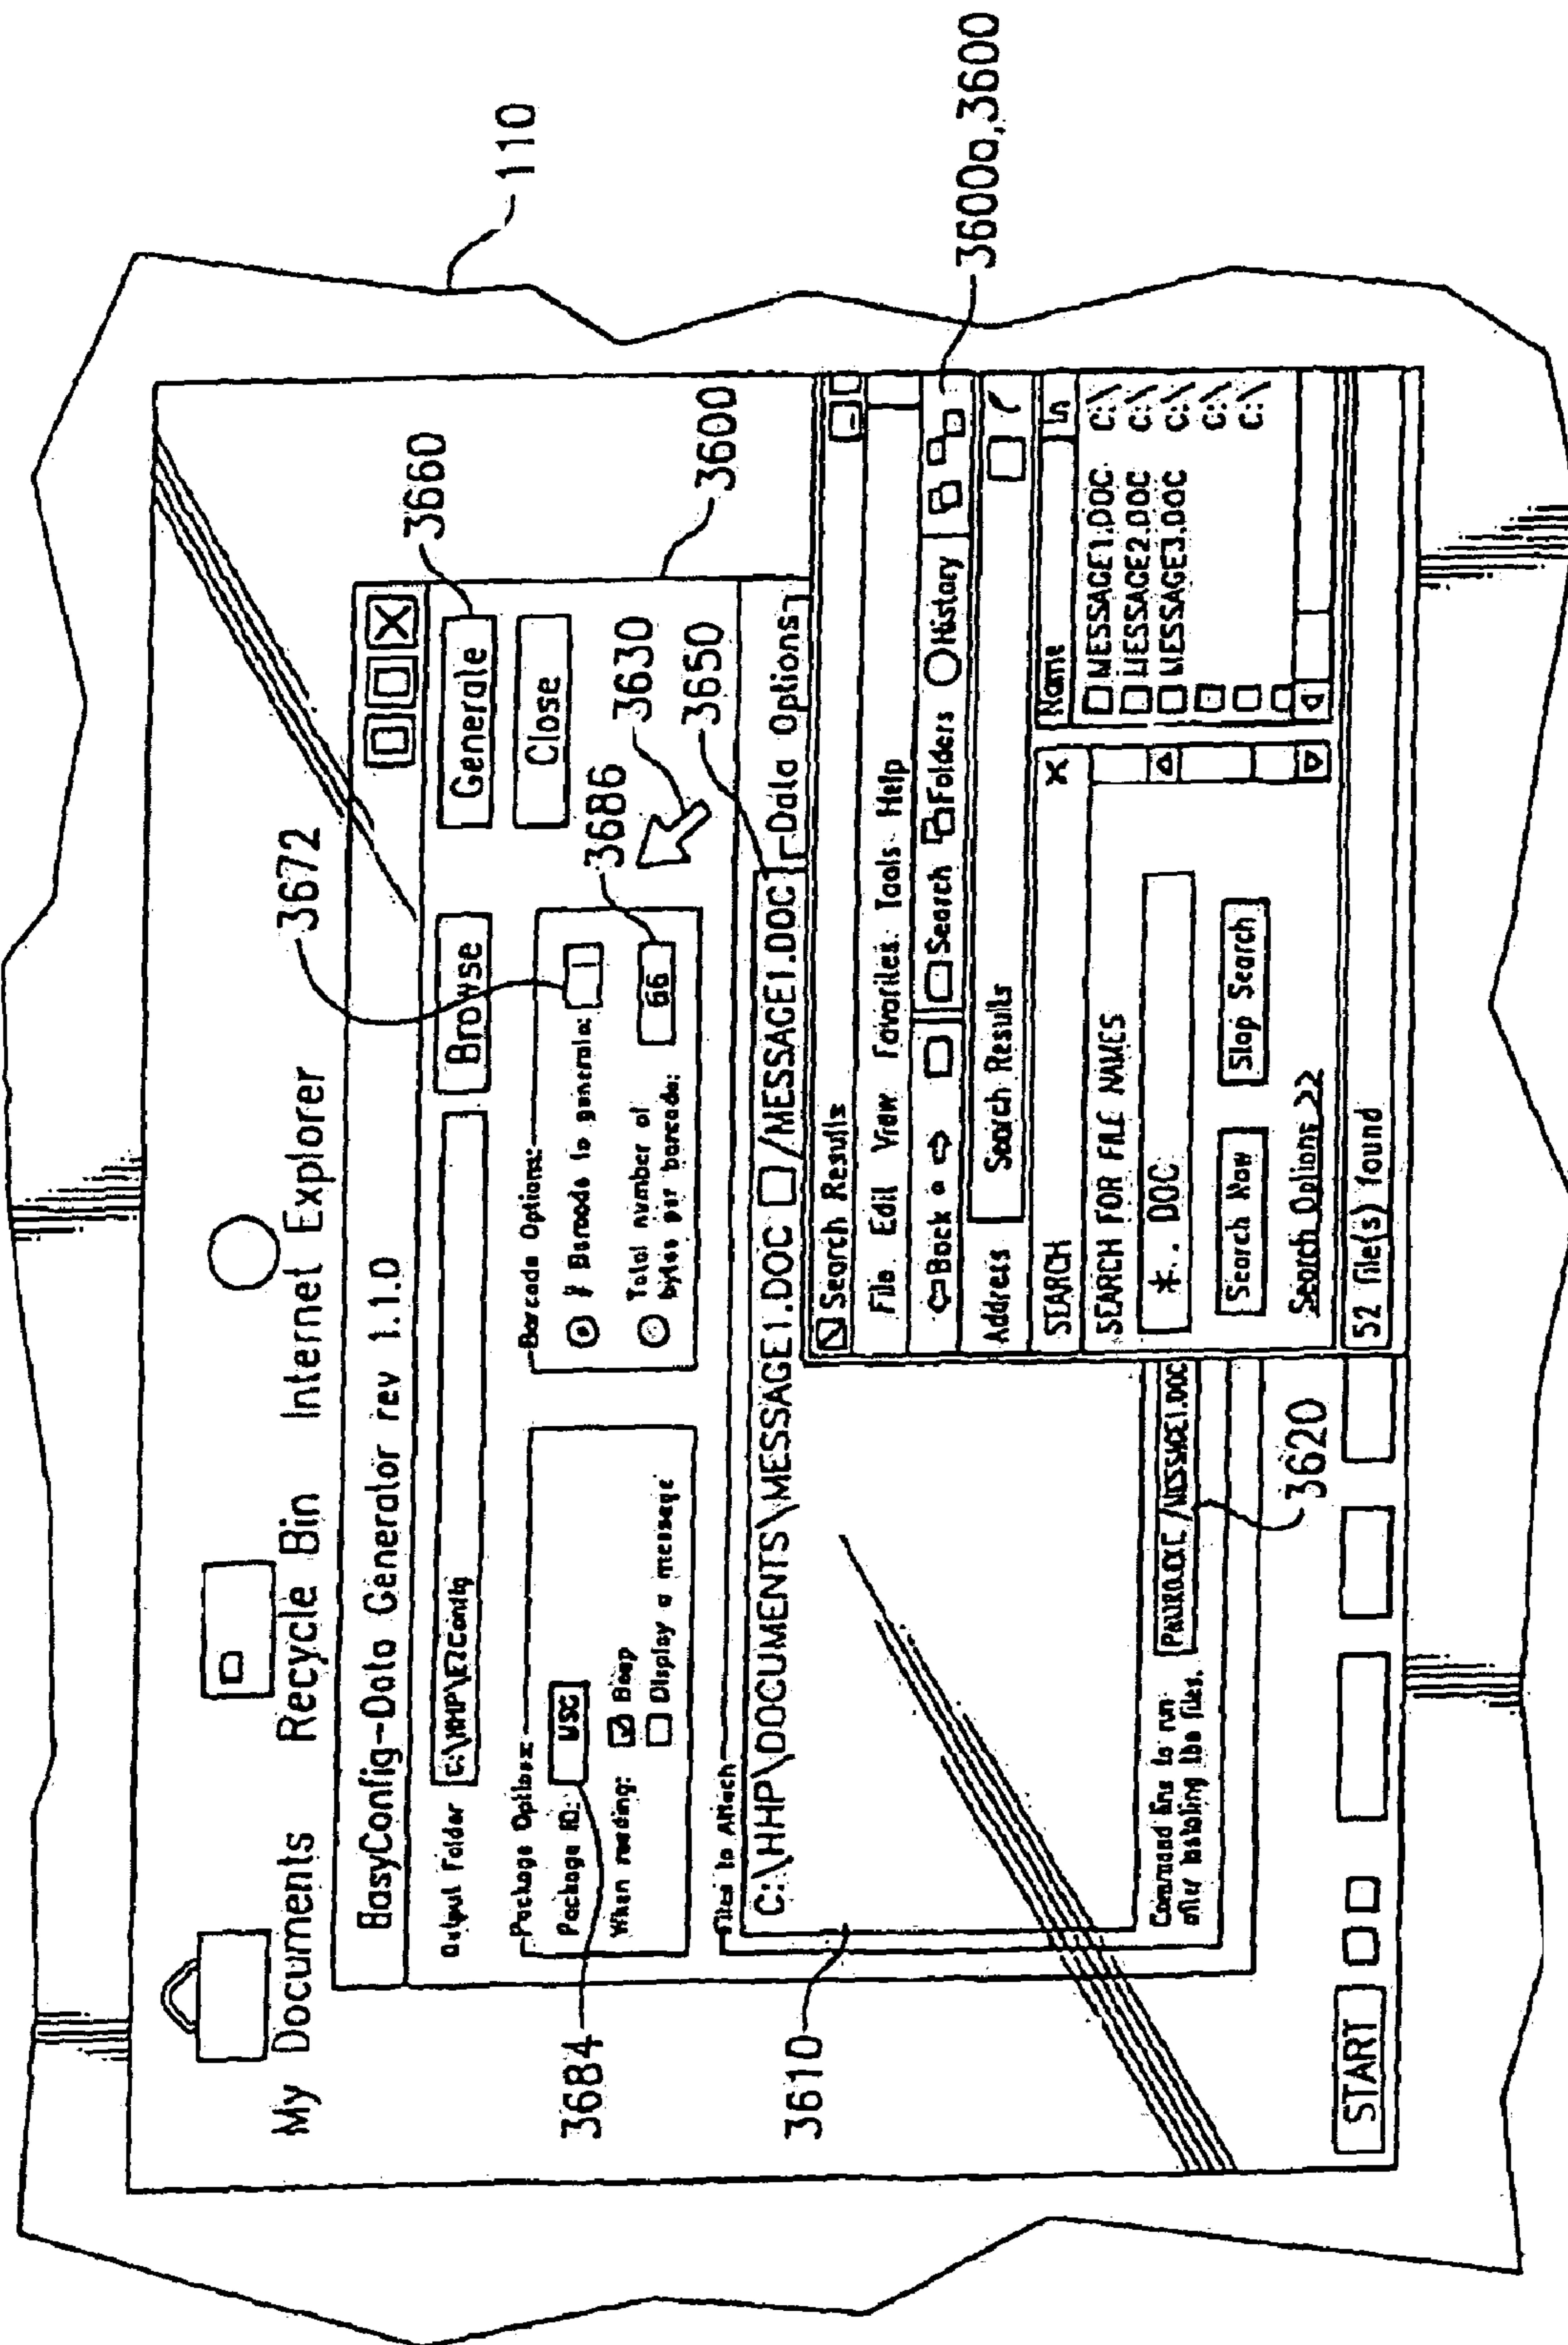 110
My Documents Recycle Bin Internet Explorer
3672
3660
EasyConfig-Data Generator rev 1.1.0
Output Folder C:\HHP\EZConfig Browse Generate
Close
3600
Package Options
Package ID: MSG
When reading: Beep
Display a message
3684
Barcode Options:
# Barcode to generate:
Total number of
bytes per barcode: 66
3686
3630
3650
Files to Attach
Data Options
C:\HHP\DOCUMENTS\MESSAGE1.DOC /MESSAGE1.DOC
3610
Search Results
File Edit View Favorites Tools Help
Back Search Folders History
3600a,3600
Address Search Results
SEARCH X
Name
SEARCH FOR FILE NAMES
*.. DOC
MESSAGE1.DOC C:\
MESSAGE2.DOC C:\
MESSAGE3.DOC C:\
C:\
C:\
Search Now Stop Search
Search Options >>
52 file(s) found
Command line to run
after installing the files.
/MESSAGE1.DOC
3620
START